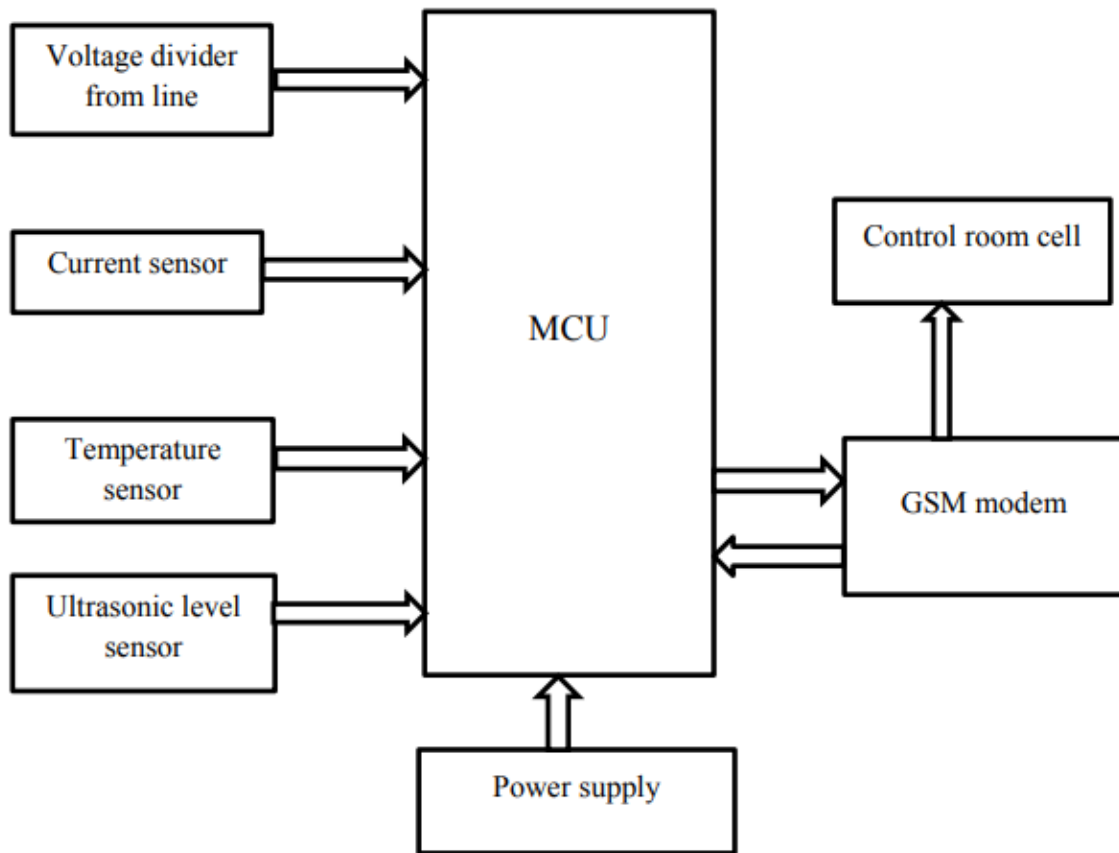 Voltage divider
from line
Current sensor
Temperature
sensor
Ultrasonic level
sensor
MCU
Power supply
Control room cell
GSM modem